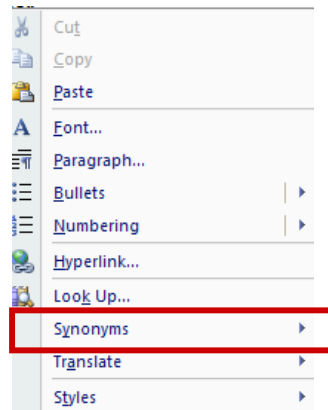 Cut
Copy
Paste
Font...
Paragraph...
Bullets
Numbering
Hyperlink...
Look Up...
Synonyms
Translate
Styles